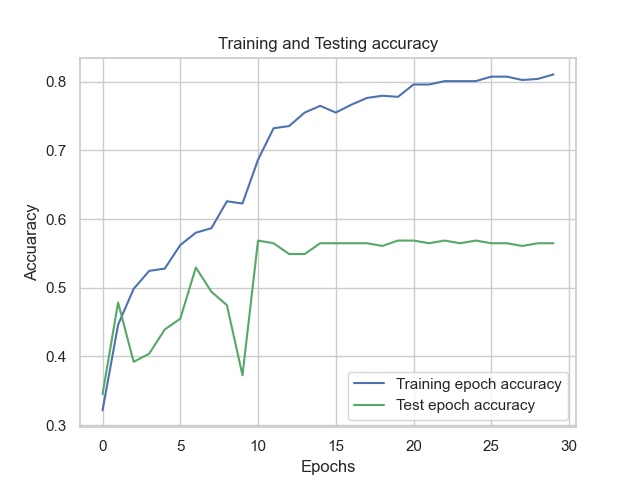 Training and Testing accuracy
Accuaracy
0.8
0.7
0.6
0.5
0.4
0.3
0
5
10
15
20
25
30
Epochs
Training epoch accuracy
Test epoch accuracy